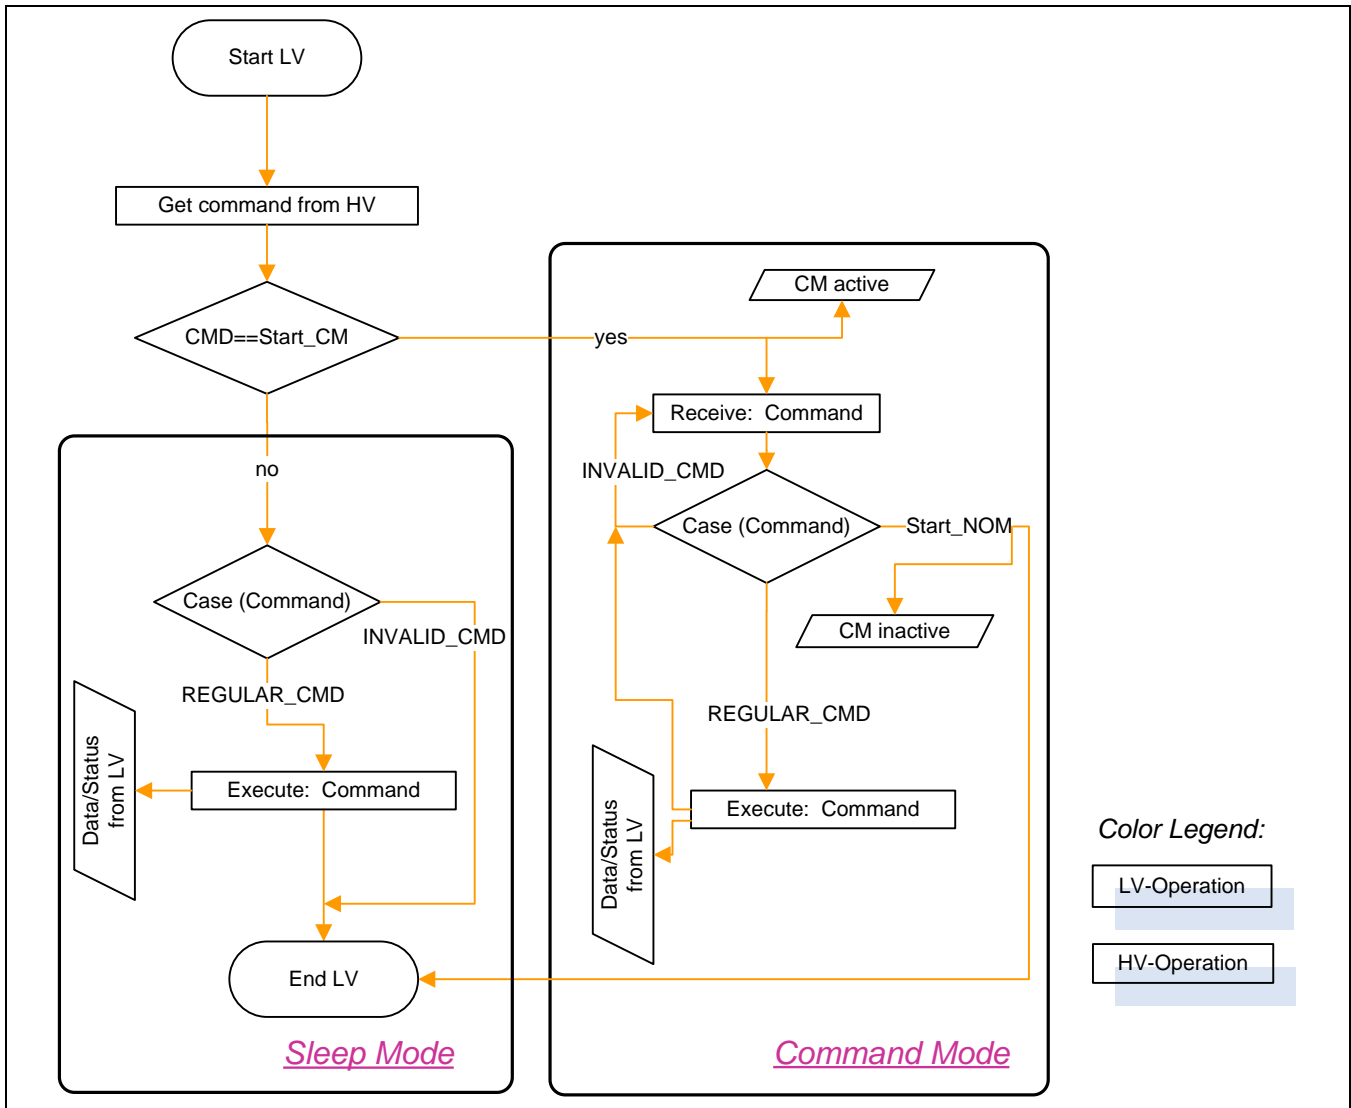 Start LV
Get command from HV
CMD==Start_CM
yes
no
CM active
Receive: Command
INVALID_CMD
Case (Command)
Start_NOM
CM inactive
REGULAR_CMD
Execute: Command
Data/Status
from LV
Command Mode
Case (Command)
INVALID_CMD
REGULAR_CMD
Execute: Command
Data/Status
from LV
End LV
Sleep Mode
Color Legend:
LV-Operation
HV-Operation